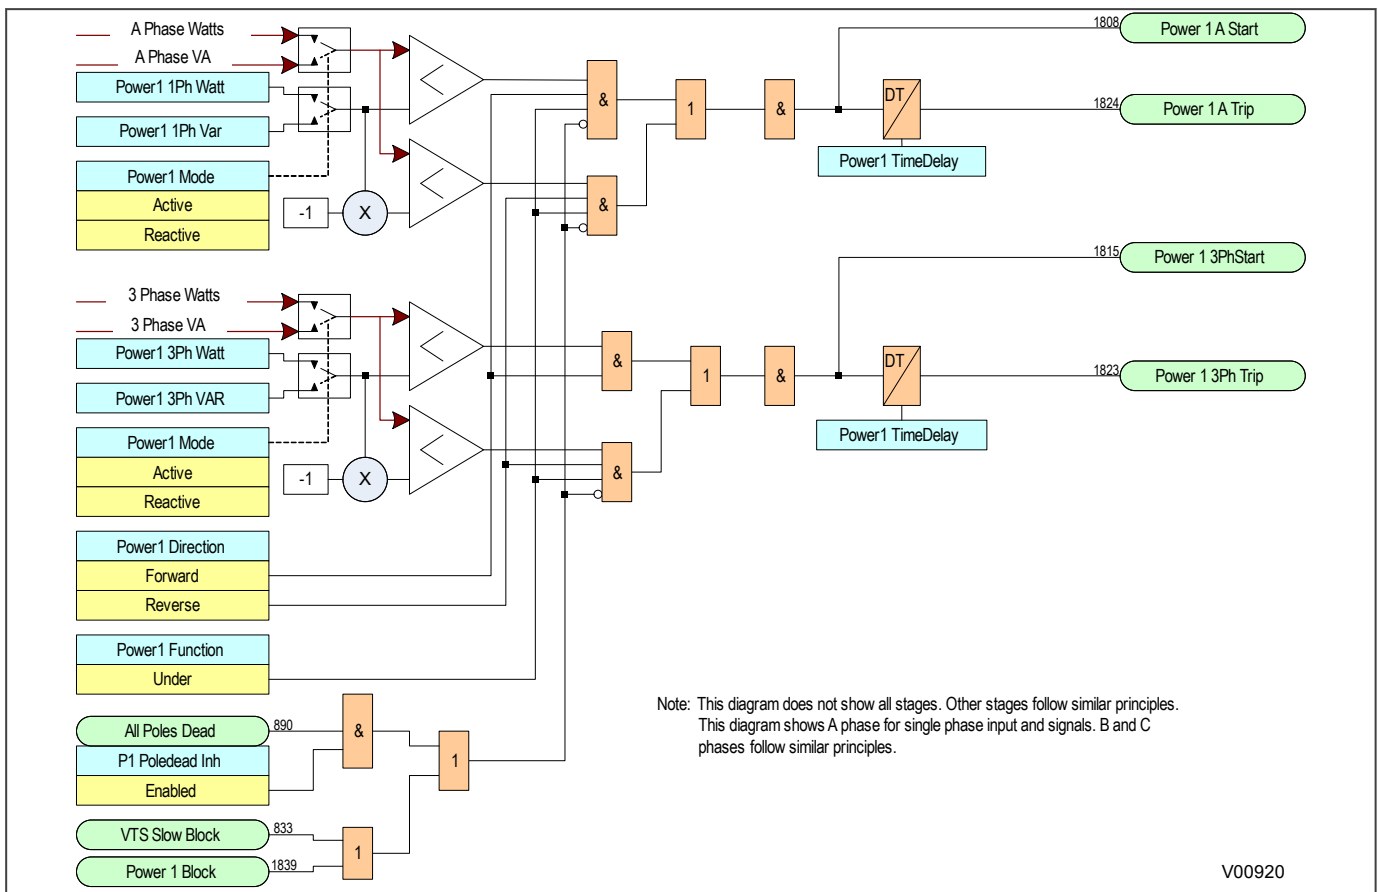 A Phase Watts
A Phase VA
Power1 1Ph Watt
Power1 1Ph Var
Power1 Mode
Active
Reactive
-1
X
&
&
1
&
DT
Power1 TimeDelay
1808
Power 1 A Start
1824
Power 1 A Trip
3 Phase Watts
3 Phase VA
Power1 3Ph Watt
Power1 3Ph VAR
Power1 Mode
Active
Reactive
-1
X
&
&
1
&
DT
Power1 TimeDelay
1815
Power 1 3PhStart
1823
Power 1 3Ph Trip
Power1 Direction
Forward
Reverse
Power1 Function
Under
All Poles Dead
890
P1 Poledead Inh
Enabled
&
1
VTS Slow Block
833
Power 1 Block
1839
1
Note: This diagram does not show all stages. Other stages follow similar principles.
This diagram shows A phase for single phase input and signals. B and C
phases follow similar principles.
V00920